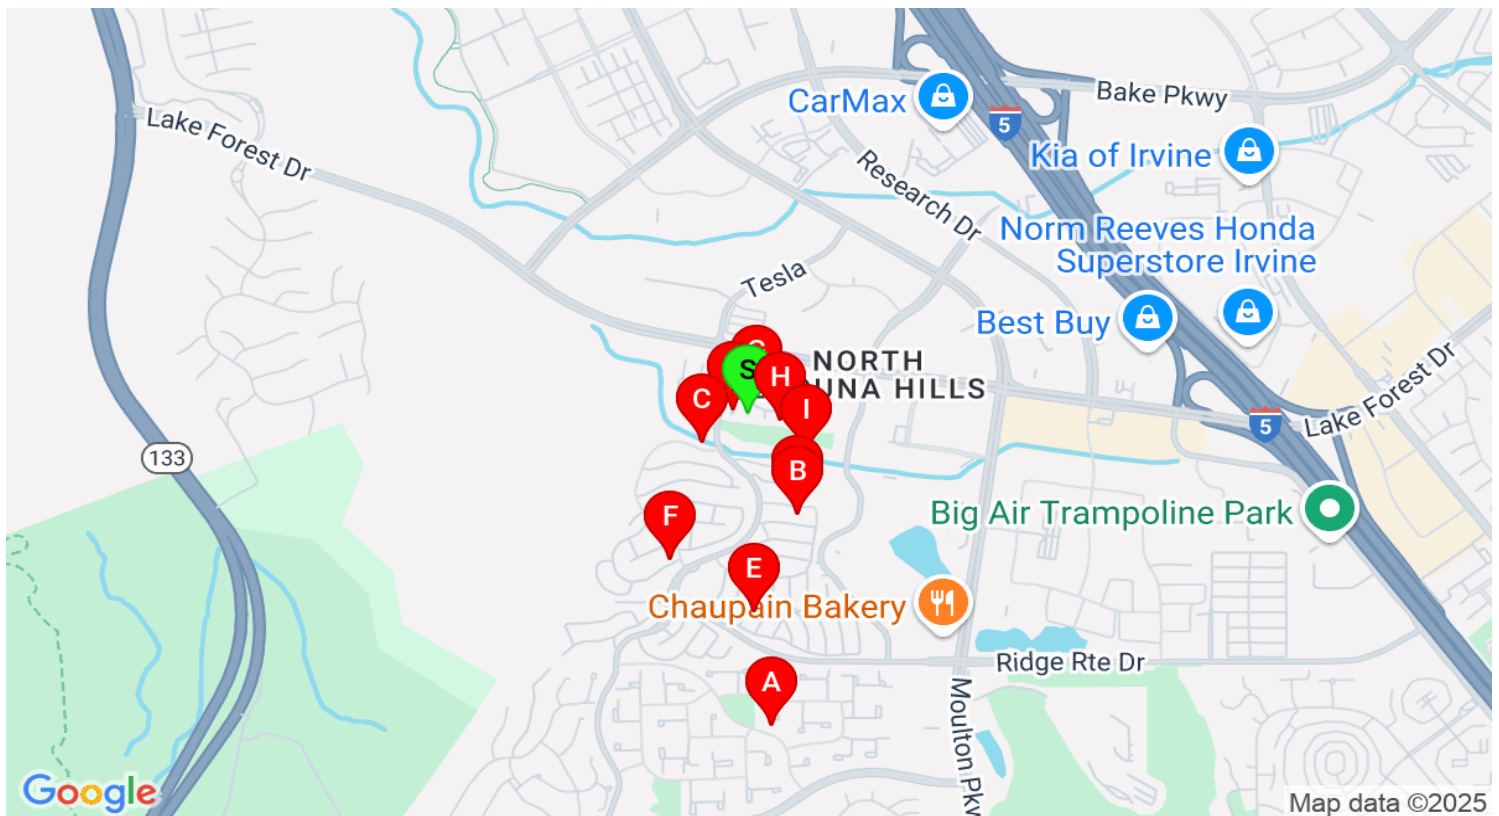 CarMax
5
Bake Pkwy
Lake Forest Dr
Kia of Irvine
Research Dr
Norm Reeves Honda
Superstore Irvine
Tesla
Best Buy
G
S
H
NORTH
UNA HILLS
C
I
5
Lake Forest Dr
133
B
F
Big Air Trampoline Park
E
Chaupain Bakery
Ridge Rte Dr
A
Moulton Pkw
Google
Map data ©2025